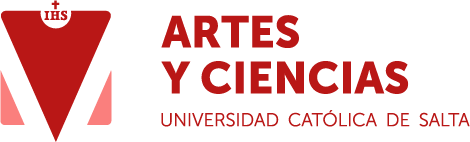 IHS
ARTES
Y CIENCIAS
UNIVERSIDAD CATÓLICA DE SALTA